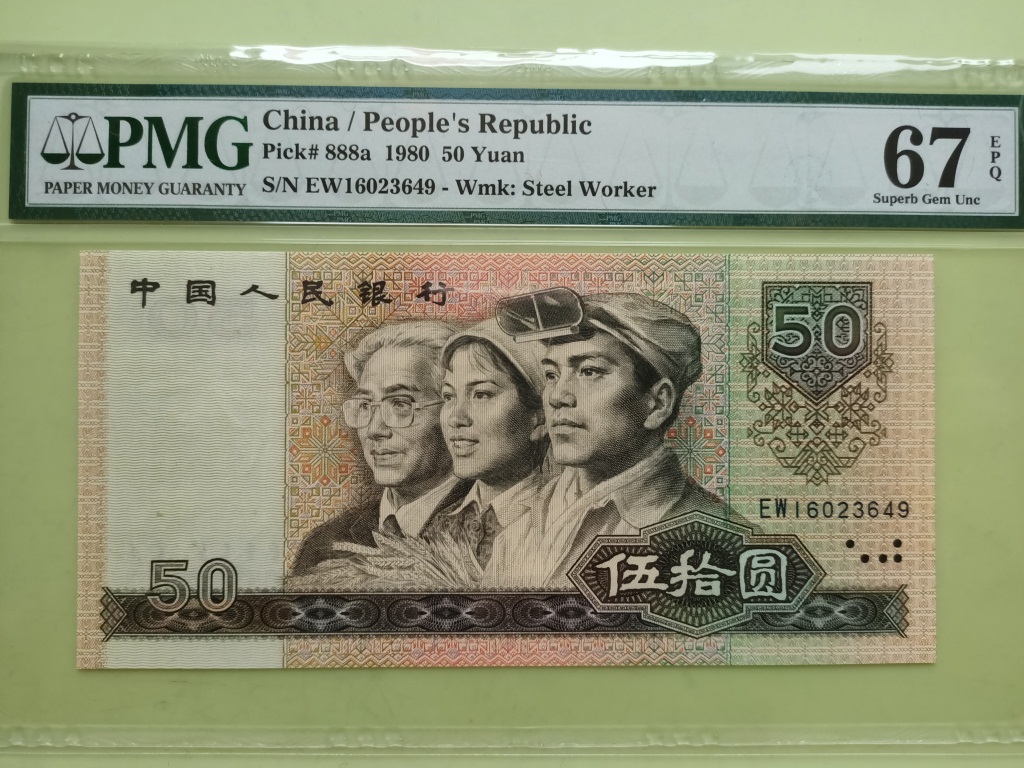 PMG
PAPER MONEY GUARANTY
China / People's Republic
Pick# 888a 1980 50 Yuan
S/N EW16023649 - Wmk: Steel Worker
67
EPQ
Superb Gem Unc
中国人民银行
50
EW16023649
50
伍拾圆